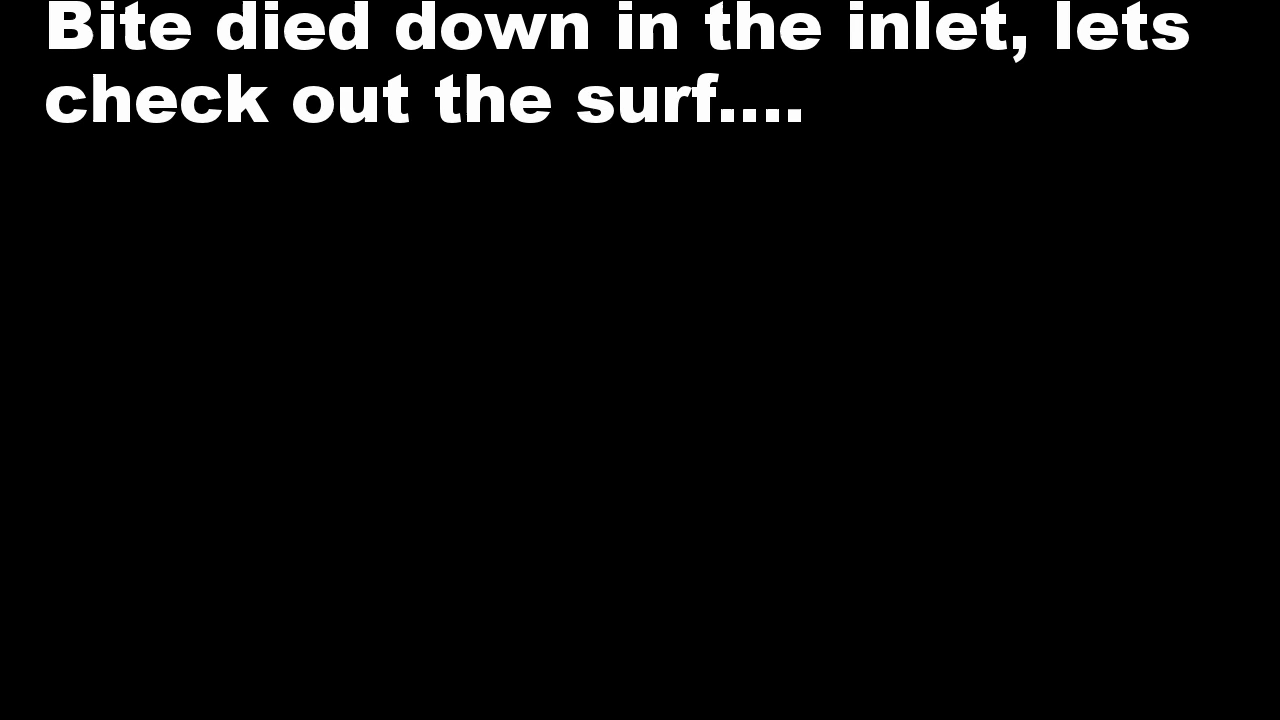 Bite died down in the inlet, lets
check out the surf....